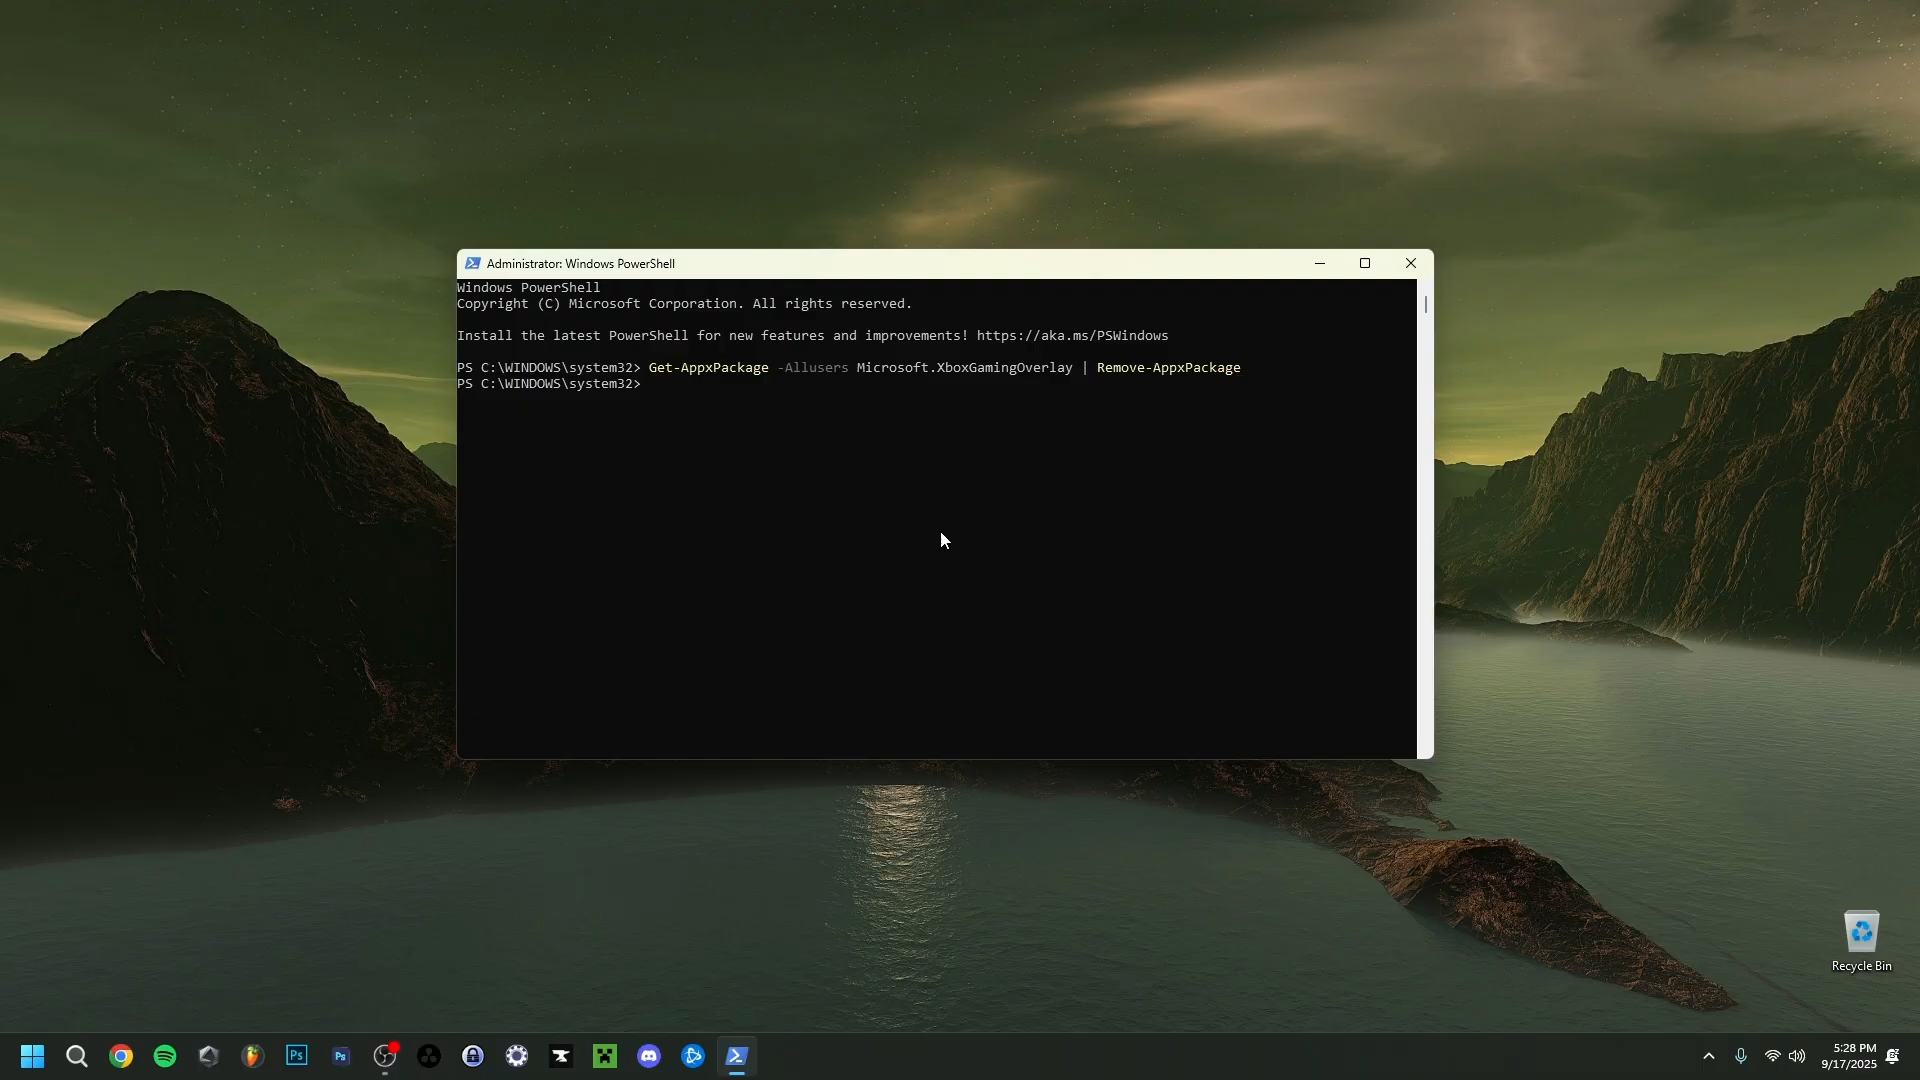 Administrator: Windows PowerShell
Windows PowerShell
Copyright (C) Microsoft Corporation. All rights reserved.
Install the latest PowerShell for new features and improvements! https://aka.ms/PSWindows
PS C:\WINDOWS\system32> Get-AppxPackage -Allusers Microsoft.XboxGamingOverlay | Remove-AppxPackage
PS C:\WINDOWS\system32>
Recycle Bin
Ps
Ps
5:28 PM
9/17/2025